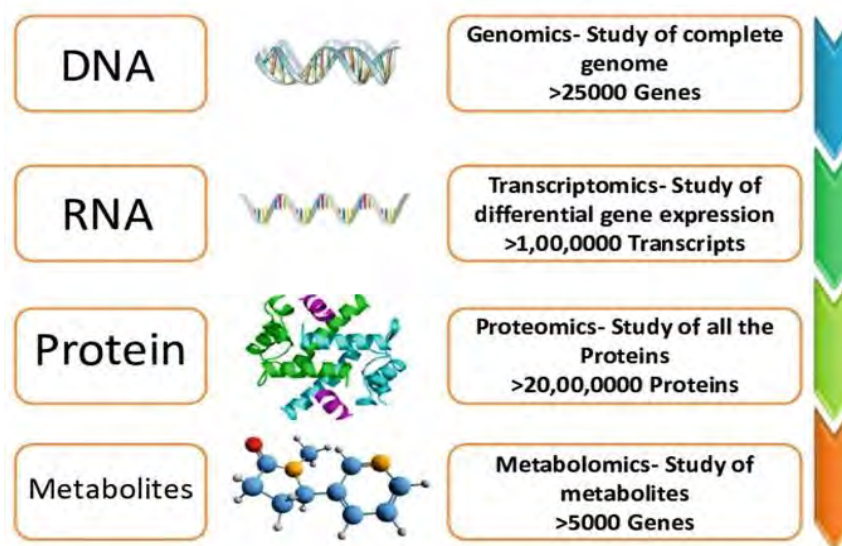 DNA
Genomics- Study of complete
genome
>25000 Genes
RNA
Transcriptomics- Study of
differential gene expression
>1,00,0000 Transcripts
Protein
Proteomics- Study of all the
Proteins
>20,00,0000 Proteins
Metabolites
Metabolomics- Study of
metabolites
>5000 Genes